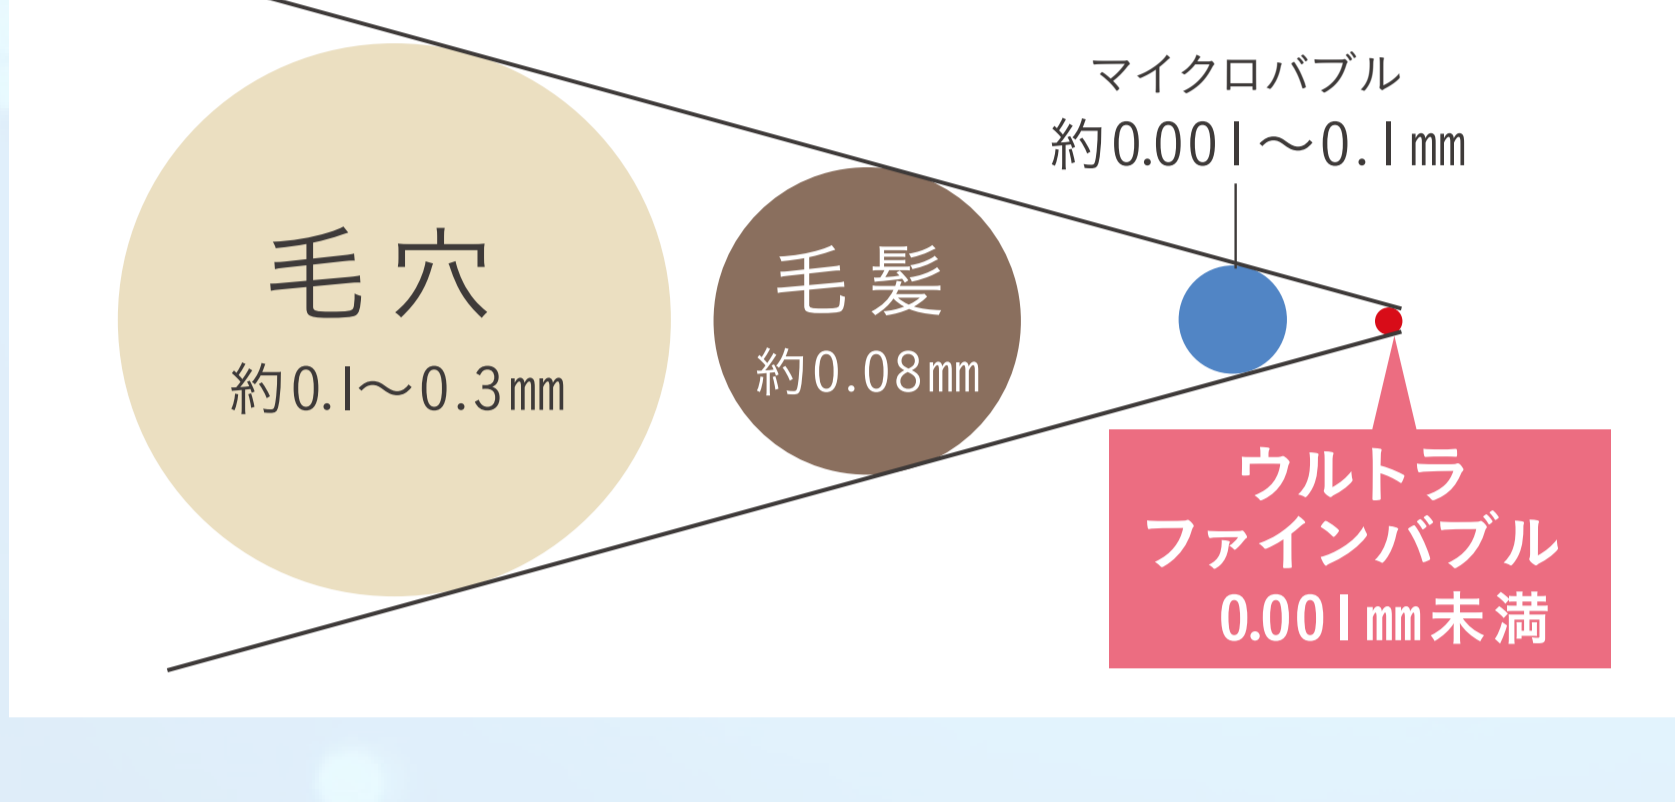 毛穴
約0.1〜0.3mm
毛髪
約0.08mm
マイクロバブル
約0.001〜0.1mm
ウルトラ
ファインバブル
0.001mm未満